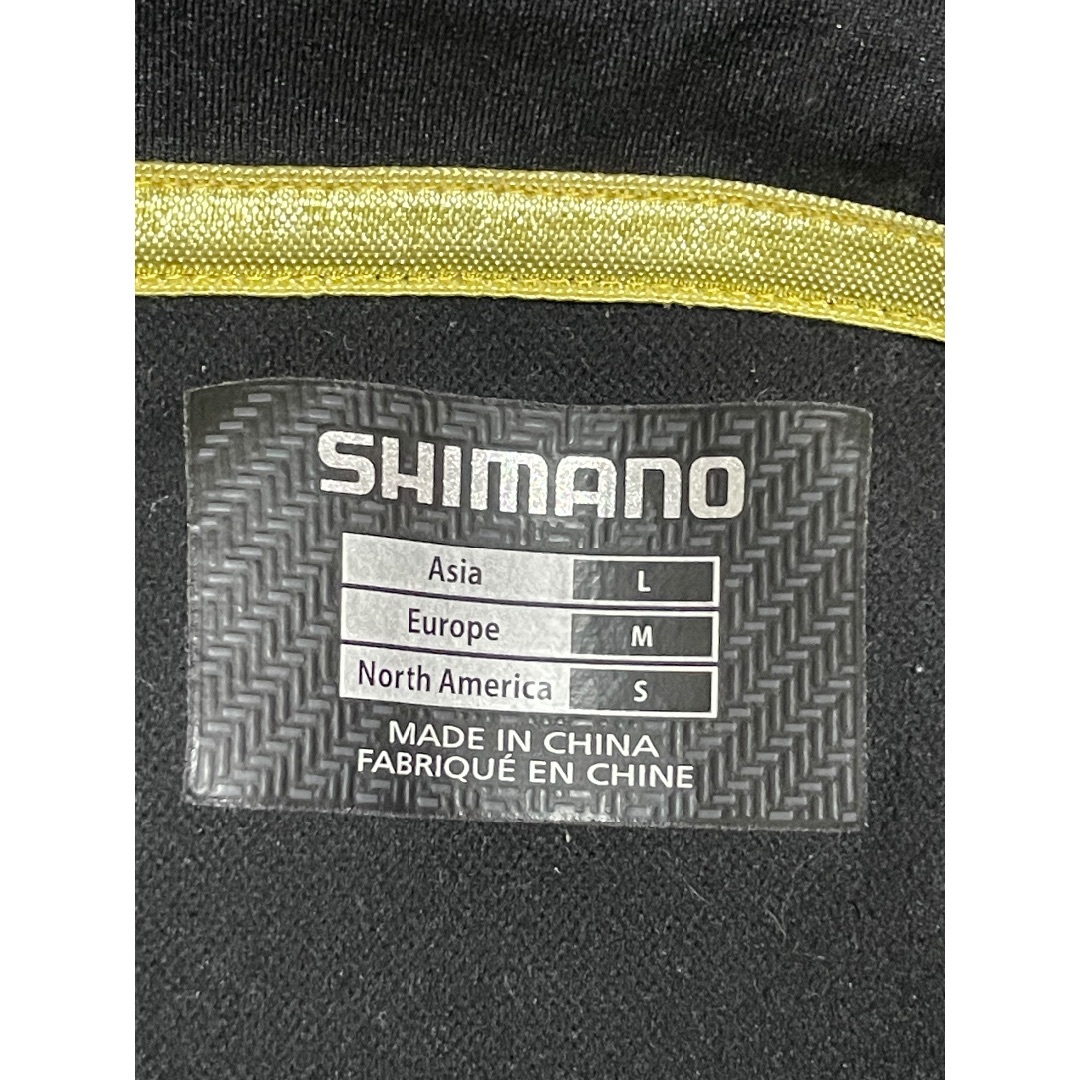 SHIMANO
Asia L
Europe M
North America S
MADE IN CHINA
FABRIQUÉ EN CHINE